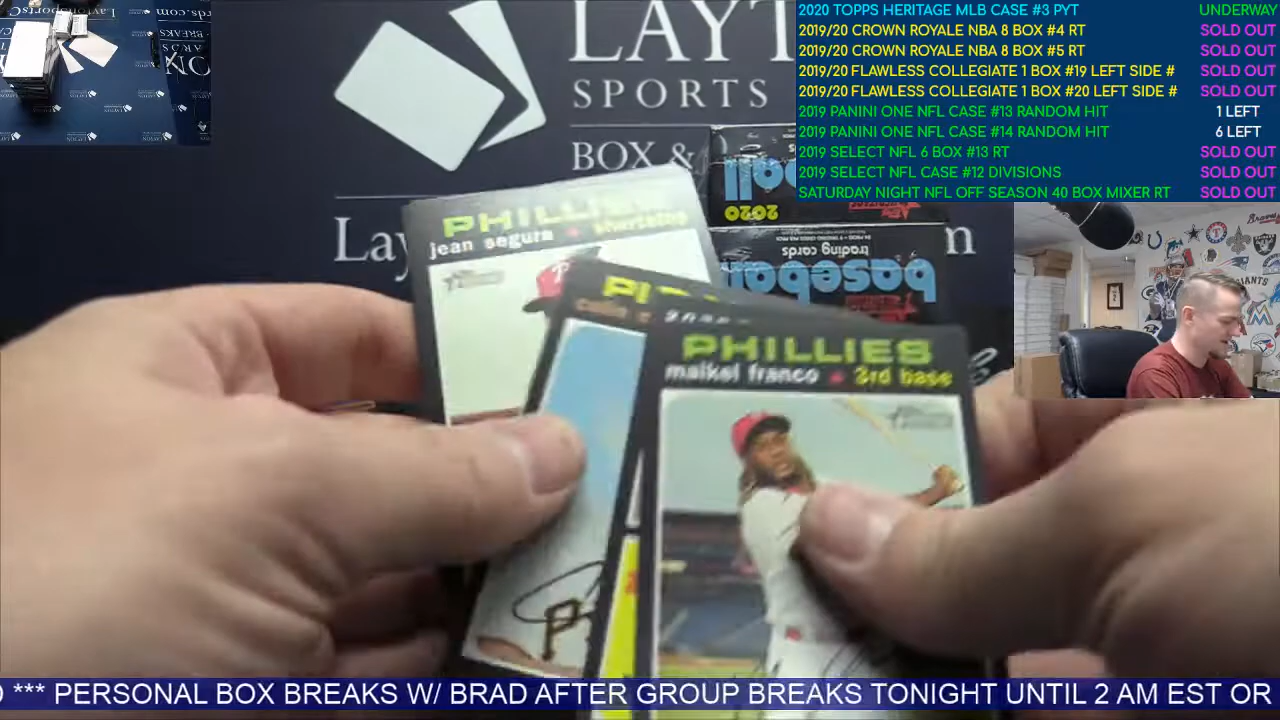 2020 TOPPS HERITAGE MLB CASE #3 PYT UNDERWAY
2019/20 CROWN ROYALE NBA 8 BOX #4 RT SOLD OUT
2019/20 CROWN ROYALE NBA 8 BOX #5 RT SOLD OUT
2019/20 FLAWLESS COLLEGIATE 1 BOX #19 LEFT SIDE # SOLD OUT
2019/20 FLAWLESS COLLEGIATE 1 BOX #20 LEFT SIDE # SOLD OUT
2019 PANINI ONE NFL CASE #13 RANDOM HIT 1 LEFT
2019 PANINI ONE NFL CASE #14 RANDOM HIT 6 LEFT
2019 SELECT NFL 6 BOX #13 RT SOLD OUT
2019 SELECT NFL CASE #12 DIVISIONS SOLD OUT
SATURDAY NIGHT NFL OFF SEASON 40 BOX MIXER RT SOLD OUT
LAYT
SPORTS
BOX &
Lay
ball
2020
trading cards
baseball
PHILLIES
jean segura
PHILLIES
maikel franco 3rd base
*** PERSONAL BOX BREAKS W/ BRAD AFTER GROUP BREAKS TONIGHT UNTIL 2 AM EST OR